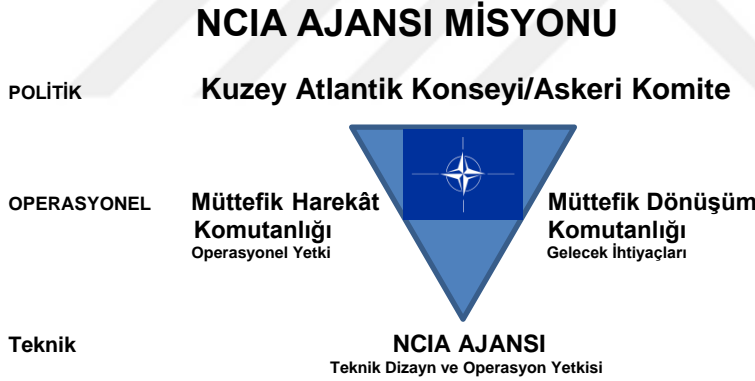 NCIA AJANSI MİSYONU
POLİTİK Kuzey Atlantik Konseyi/Askeri Komite
OPERASYONEL Müttefik Harekât Müttefik Dönüşüm
Komutanlığı Komutanlığı
Operasyonel Yetki Gelecek İhtiyaçları
Teknik NCIA AJANSI
Teknik Dizayn ve Operasyon Yetkisi